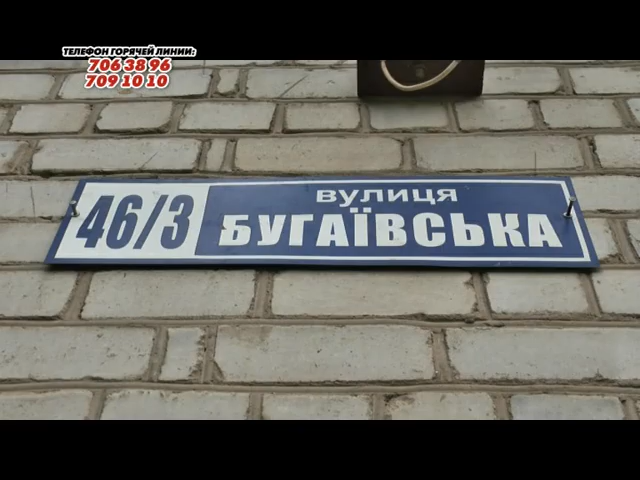 ТЕЛЕФОН ГОРЯЧЕЙ ЛИНИИ:
706 38 96
709 10 10
46/3
вулиця
БУГАЇВСЬКА